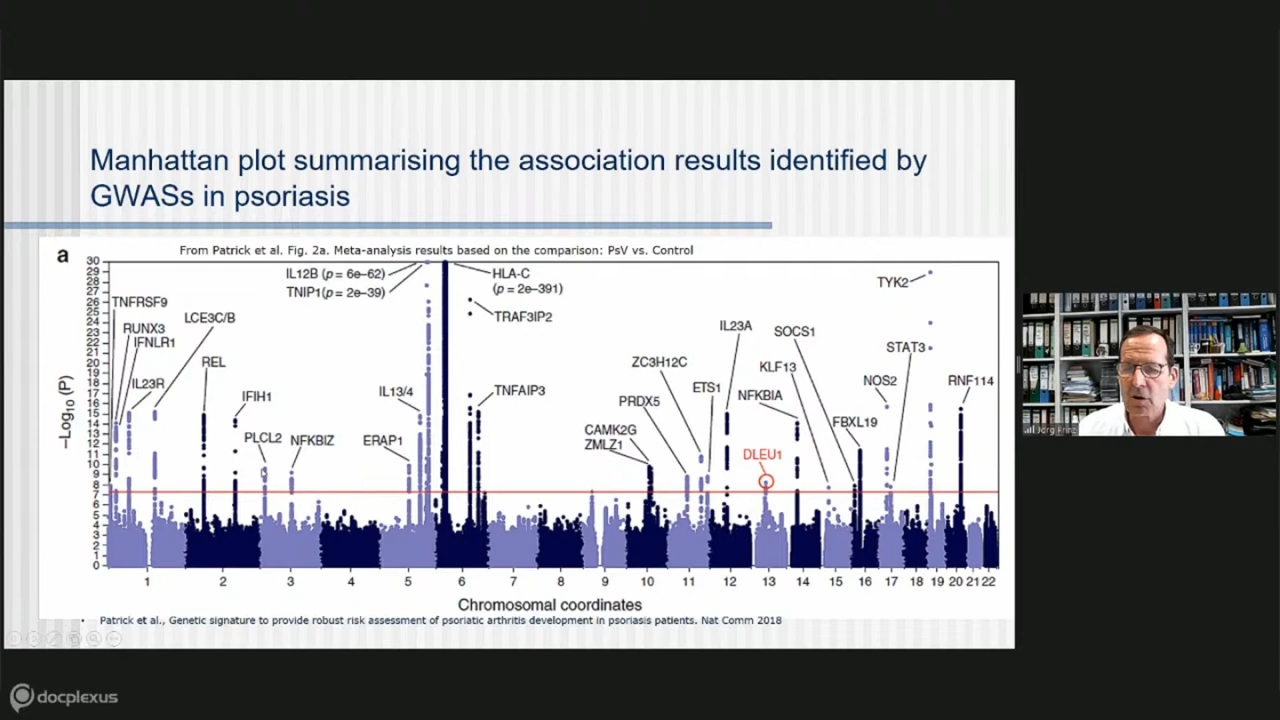 Manhattan plot summarising the association results identified by
GWASs in psoriasis
a
From Patrick et al. Fig. 2a. Meta-analysis results based on the comparison: PsV vs. Control
–Log10 (P)
30
29
28
27
26
25
24
23
22
21
20
19
18
17
16
15
14
13
12
11
10
9
8
7
6
5
4
3
2
1
0
TNFRSF9
RUNX3
IFNLR1
IL23R
LCE3C/B
REL
IFIH1
PLCL2
NFKBIZ
IL12B (p = 6e–62)
TNIP1(p = 2e–39)
IL13/4
ERAP1
HLA-C
(p = 2e–391)
TRAF3IP2
TNFAIP3
CAMK2G
ZMLZ1
PRDX5
ZC3H12C
ETS1
IL23A
DLEU1
NFKBIA
KLF13
SOCS1
FBXL19
NOS2
STAT3
TYK2
RNF114
1 2 3 4 5 6 7 8 9 10 11 12 13 14 15 16 17 18 19 20 21 22
Chromosomal coordinates
Patrick et al., Genetic signature to provide robust risk assessment of psoriatic arthritis development in psoriasis patients. Nat Comm 2018
Jörg Prinz
docplexus